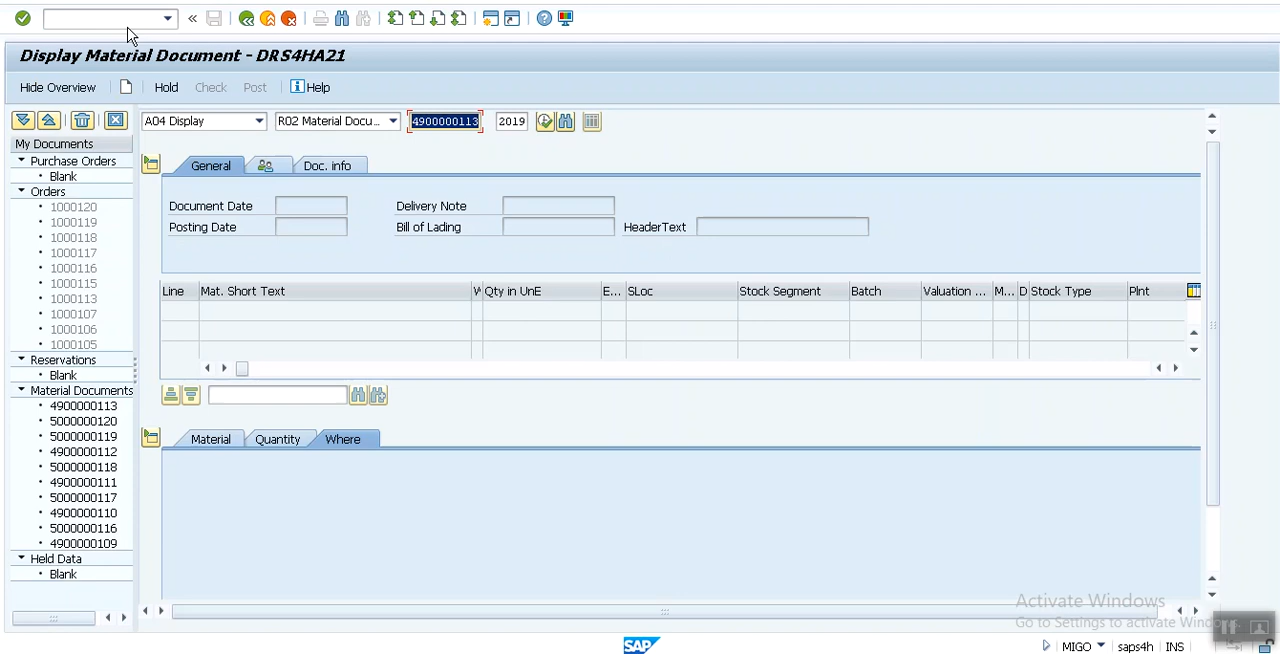 Display Material Document - DRS4HA21
Hide Overview Hold Check Post Help
A04 Display R02 Material Docu... 4900000113 2019
My Documents
Purchase Orders
Blank
Orders
1000120
1000119
1000118
1000117
1000116
1000115
1000113
1000107
1000106
1000105
Reservations
Blank
Material Documents
4900000113
5000000120
5000000119
4900000112
5000000118
4900000111
5000000117
4900000110
5000000116
4900000109
Held Data
Blank
General Doc. info
Document Date Delivery Note
Posting Date Bill of Lading HeaderText
Line Mat. Short Text Qty in UnE E... SLoc Stock Segment Batch Valuation ... M... D Stock Type Plnt
Material Quantity Where
Activate Windows
Go to Settings to activate
SAP MIGO saps4h INS